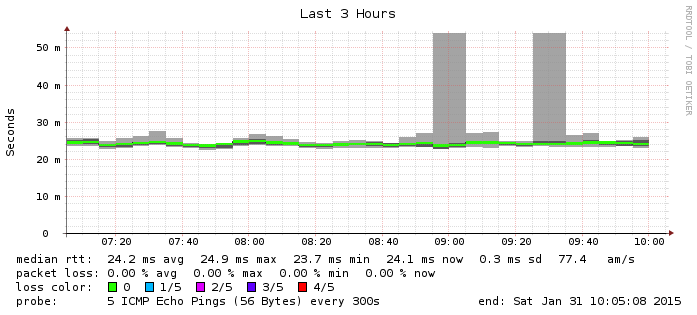 Last 3 Hours
RRDTOOL / TOBI OETIKER
Seconds
50 m
40 m
30 m
20 m
10 m
0
07:20 07:40 08:00 08:20 08:40 09:00 09:20 09:40 10:00
median rtt: 24.2 ms avg 24.9 ms max 23.7 ms min 24.1 ms now 0.3 ms sd 77.4 am/s
packet loss: 0.00 % avg 0.00 % max 0.00 % min 0.00 % now
loss color: 0 1/5 2/5 3/5 4/5
probe: 5 ICMP Echo Pings (56 Bytes) every 300s end: Sat Jan 31 10:05:08 2015